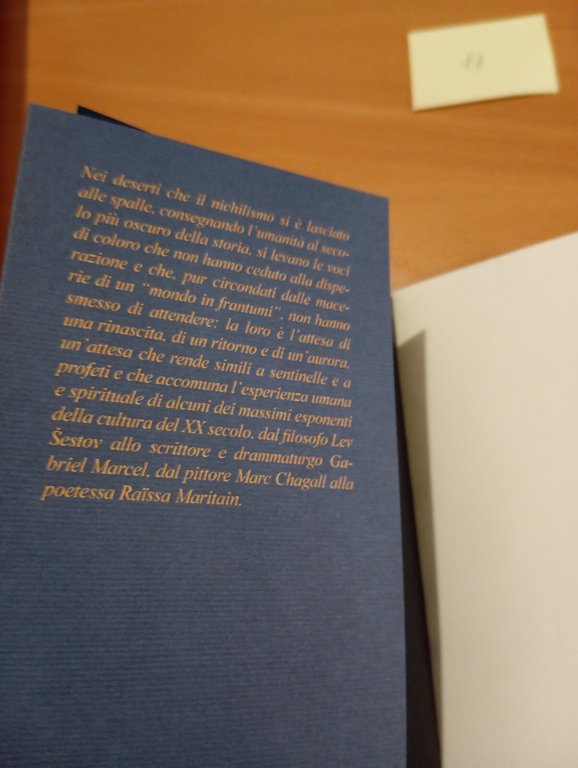 Nei deserti che il nichilismo si è lasciato
alle spalle, consegnando l'umanità al seco-
lo più oscuro della storia, si levano le voci
di coloro che non hanno ceduto alla dispe-
razione e che, pur circondati dalle mace-
rie di un "mondo in frantumi", non hanno
smesso di attendere: la loro è l'attesa di
una rinascita, di un ritorno e di un'aurora,
un'attesa che rende simili a sentinelle e a
profeti e che accomuna l'esperienza umana
e spirituale di alcuni dei massimi esponenti
della cultura del XX secolo, dal filosofo Lev
Šestov allo scrittore e drammaturgo Ga-
briel Marcel, dal pittore Marc Chagall alla
poetessa Raïssa Maritain.